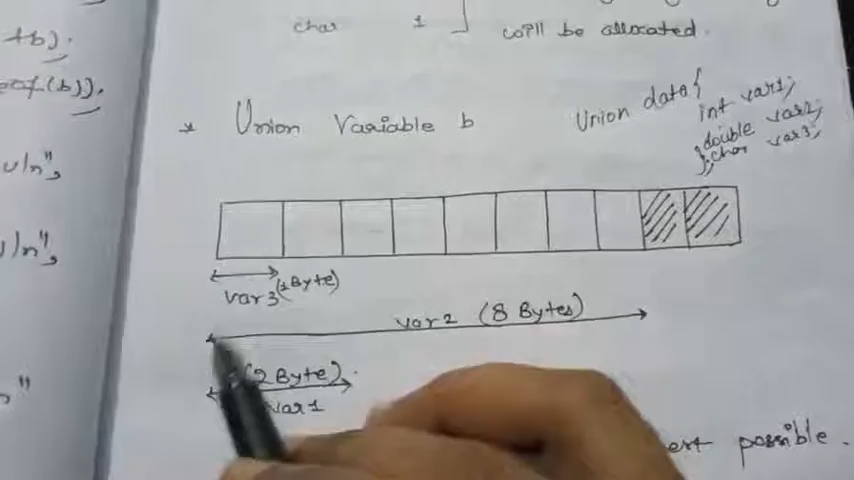 char 1
will be allocated.
+b).
(b)).
* Union Variable b
Union data{
int var1;
double var2;
char var3;
};
\n",
\n",
var3 (1 Byte)
var2 (8 Bytes)
(2 Byte)
var1
"
possible.